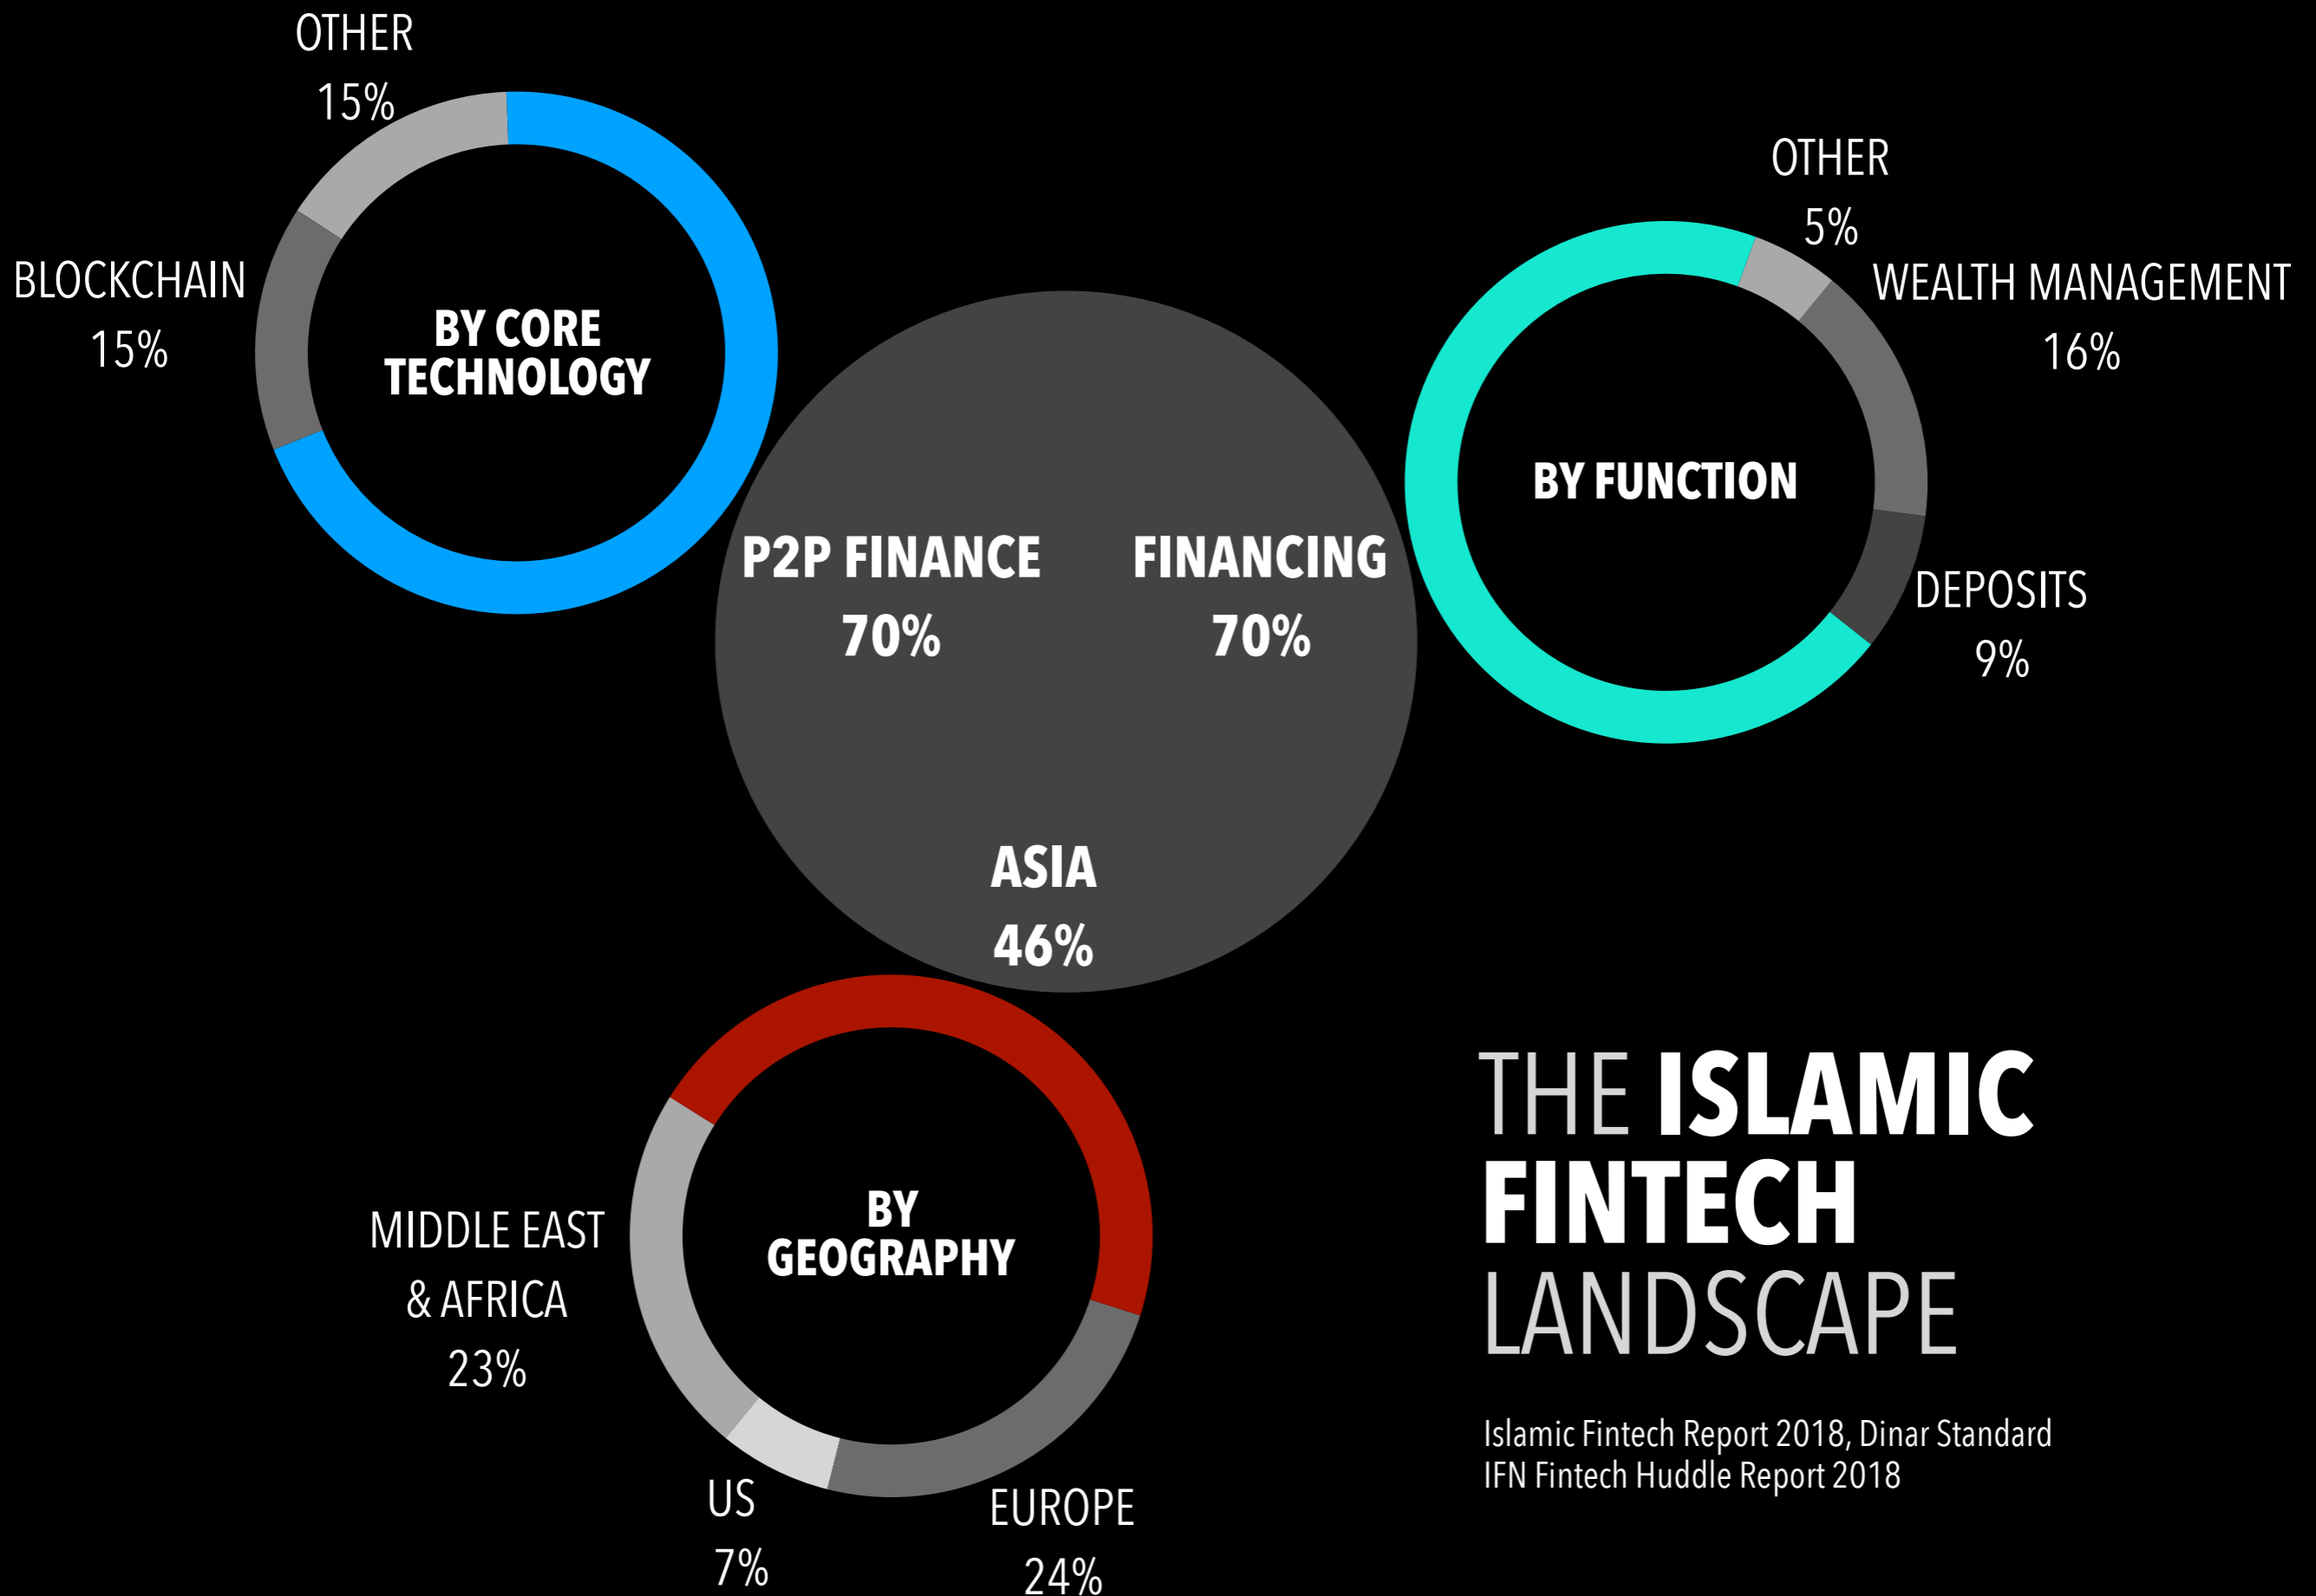 OTHER
15%
BLOCKCHAIN
15%
BY CORE
TECHNOLOGY
P2P FINANCE
70%
OTHER
5%
WEALTH MANAGEMENT
16%
BY FUNCTION
FINANCING
70%
DEPOSITS
9%
ASIA
46%
BY
GEOGRAPHY
MIDDLE EAST
& AFRICA
23%
US
7%
EUROPE
24%
THE ISLAMIC
FINTECH
LANDSCAPE
Islamic Fintech Report 2018, Dinar Standard
IFN Fintech Huddle Report 2018